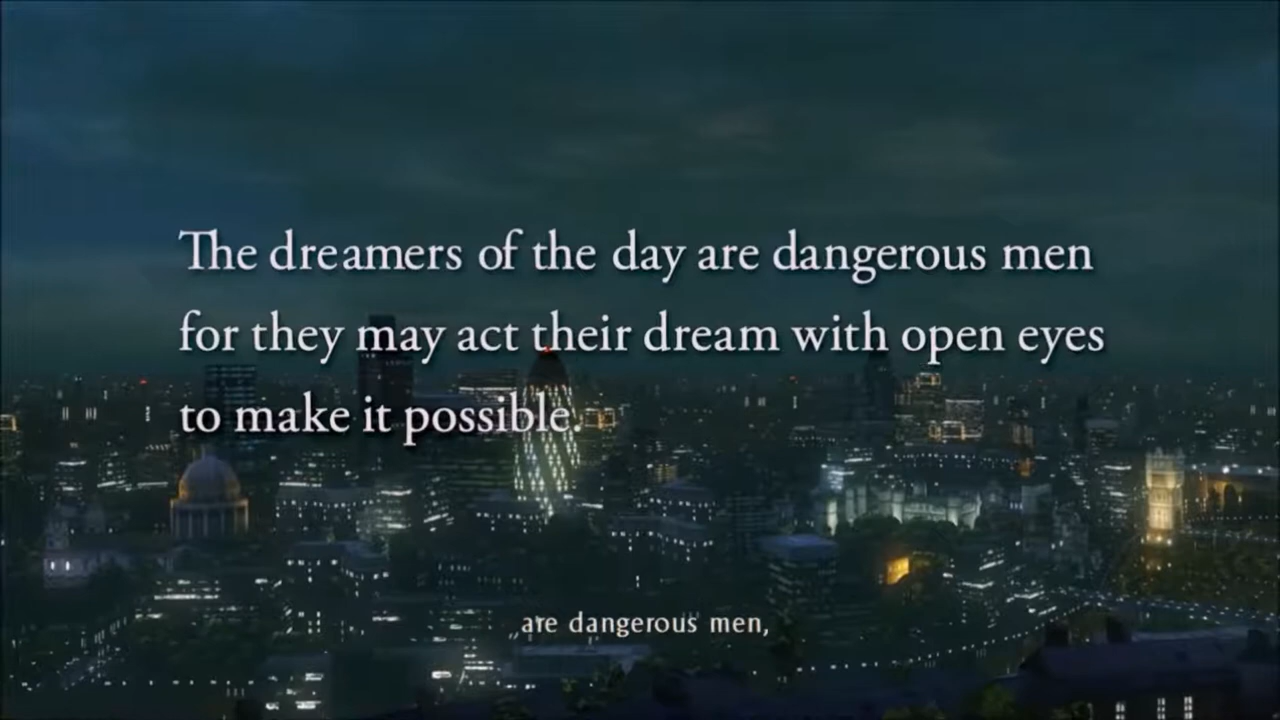 The dreamers of the day are dangerous men
for they may act their dream with open eyes
to make it possible.
are dangerous men,